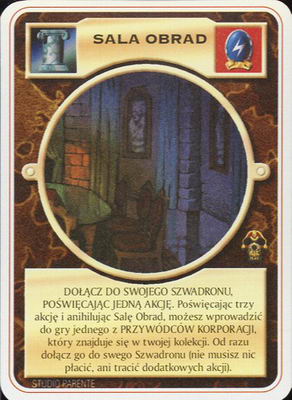 SALA OBRAD
DOŁĄCZ DO SWOJEGO SZWADRONU,
POŚWIĘCAJĄC JEDNĄ AKCJĘ. Poświęcając trzy
akcję i anihilując Salę Obrad, możesz wprowadzić
do gry jednego z PRZYWÓDCÓW KORPORACJI,
który znajduje się w twojej kolekcji. Od razu
dołącz go do swego Szwadronu (nie musisz nic
płacić, ani tracić dodatkowych akcji).
STUDIO PARENTE